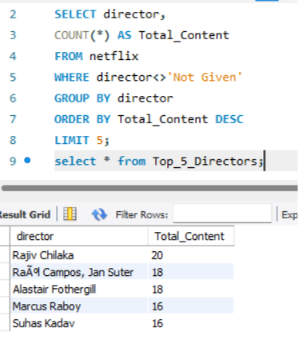 2 SELECT director,
3 COUNT(*) AS Total_Content
4 FROM netflix
5 WHERE director<>'Not Given'
6 GROUP BY director
7 ORDER BY Total_Content DESC
8 LIMIT 5;
9 select * from Top_5_Directors;
Result Grid Filter Rows: Exp
director Total_Content
Rajiv Chilaka 20
RaÃºl Campos, Jan Suter 18
Alastair Fothergill 18
Marcus Raboy 16
Suhas Kadav 16